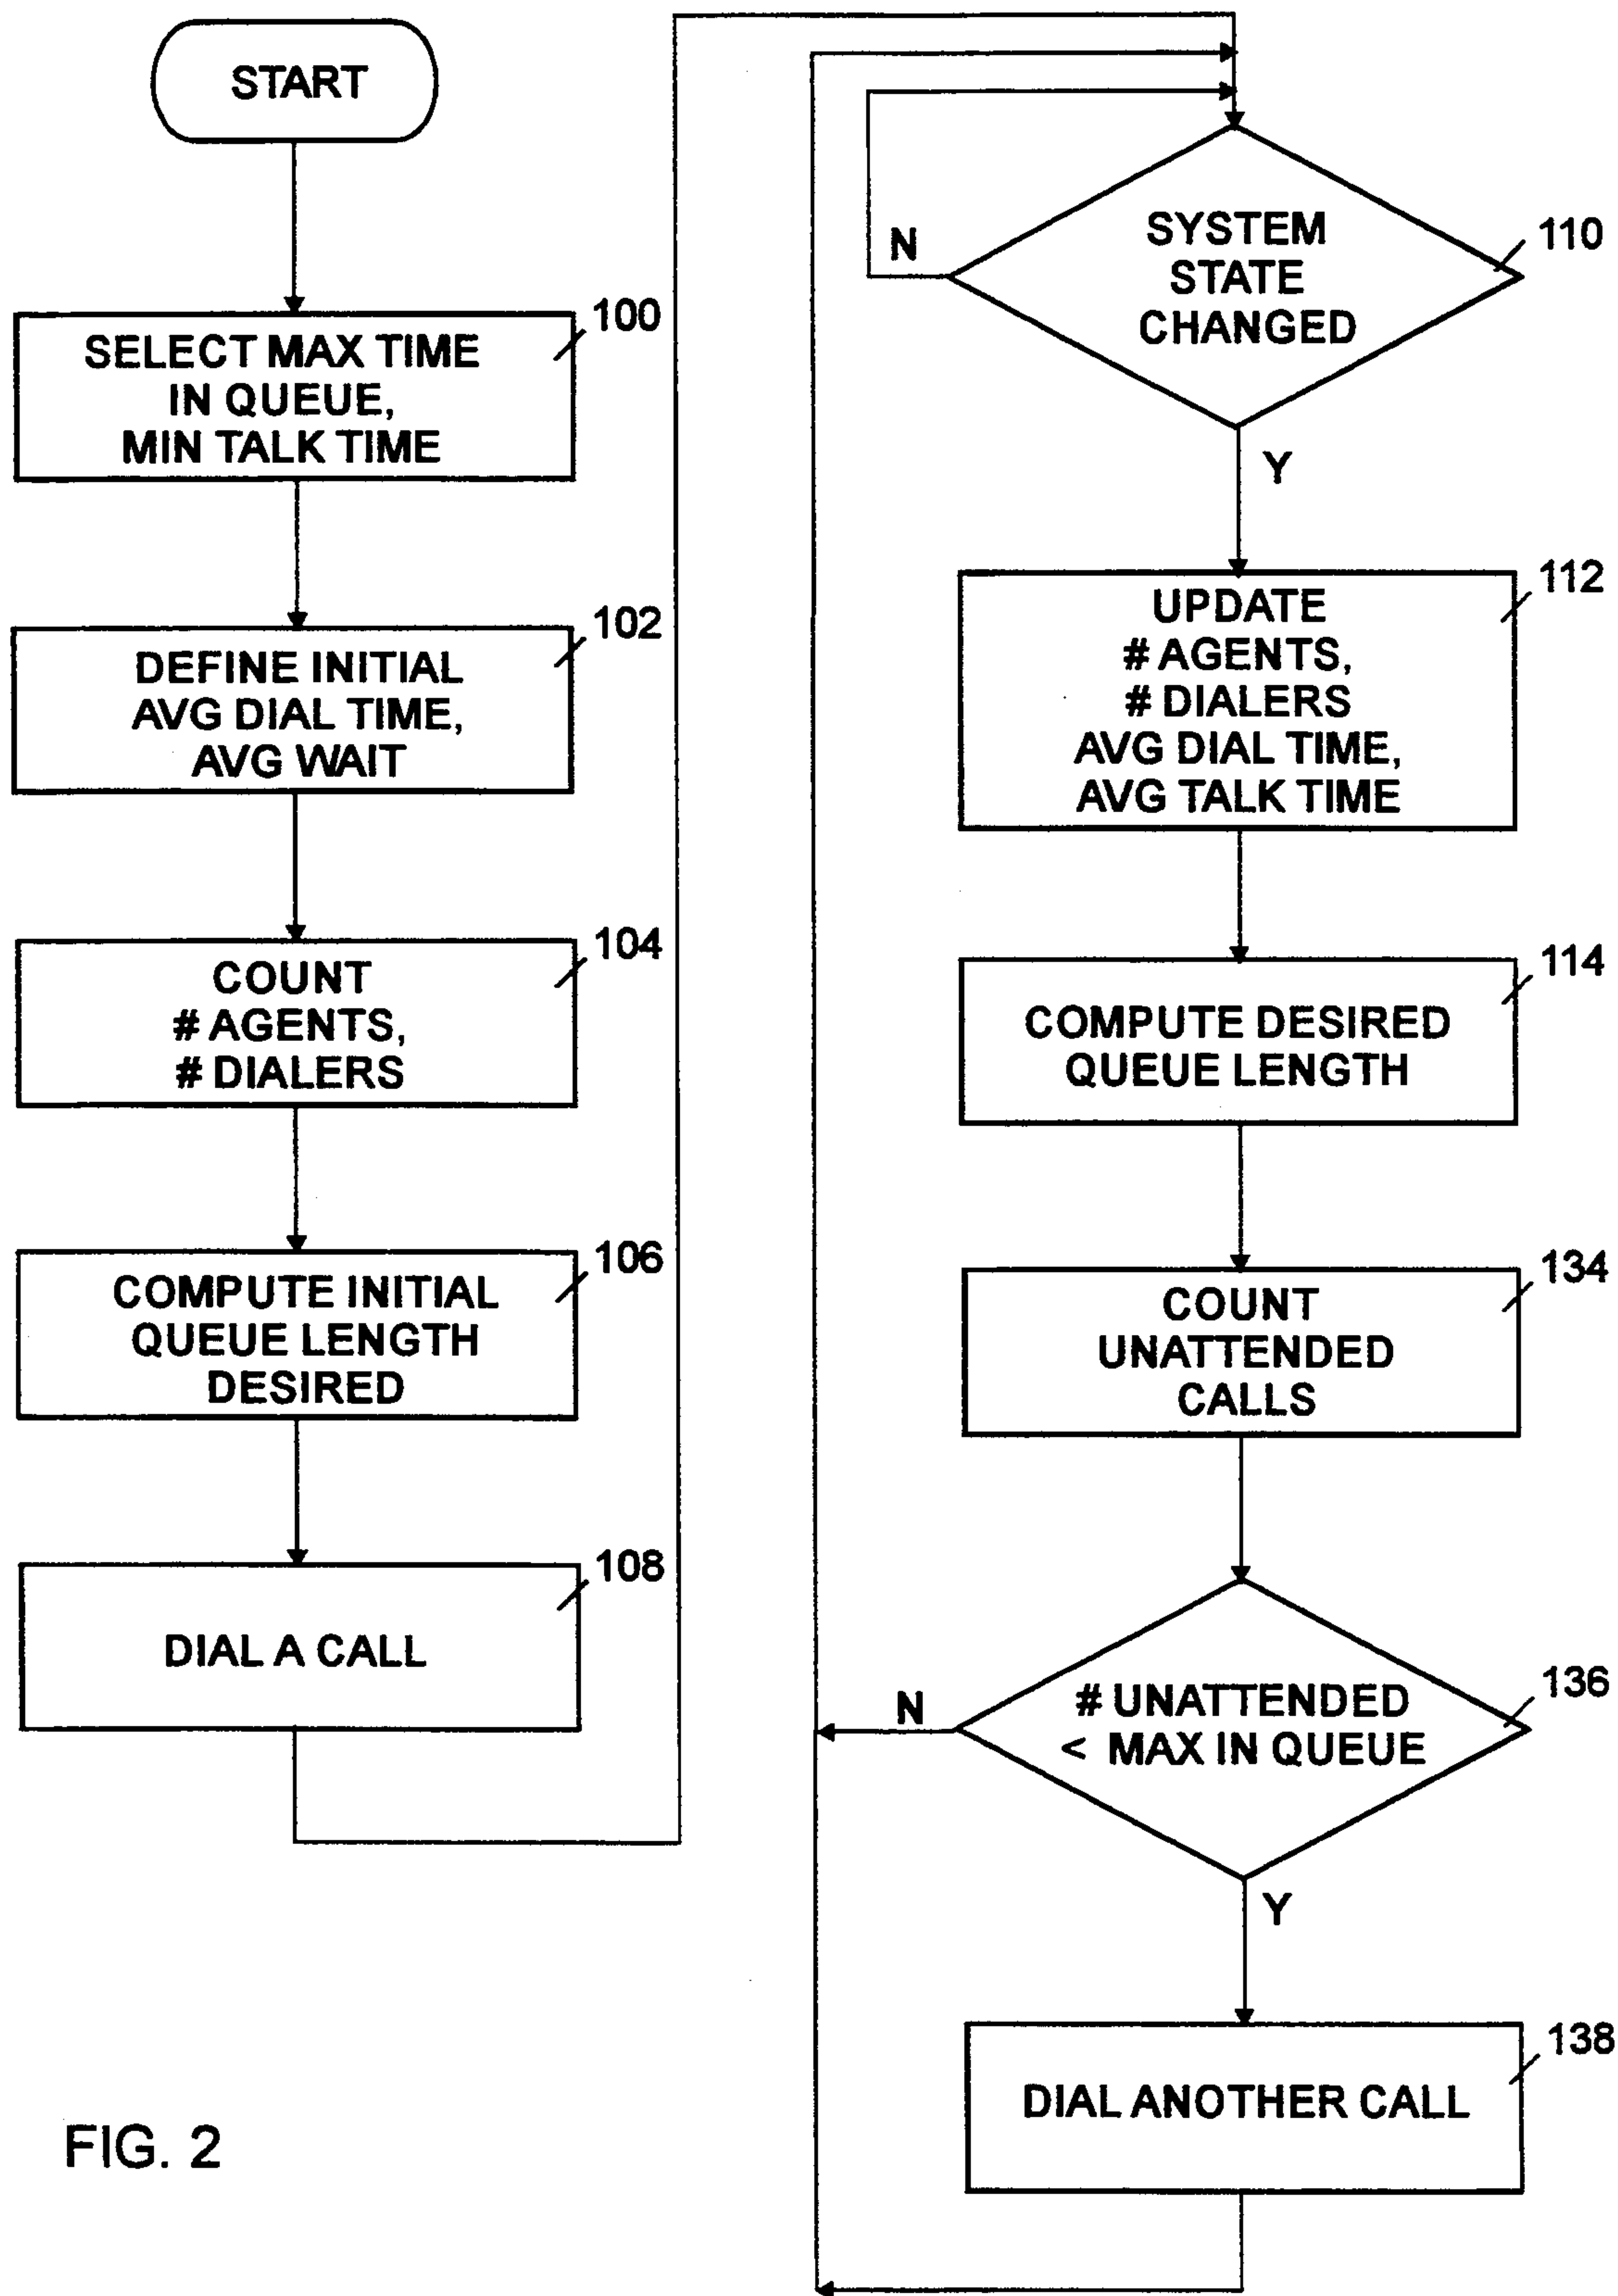 START
100
SELECT MAX TIME
IN QUEUE,
MIN TALK TIME
102
DEFINE INITIAL
AVG DIAL TIME,
AVG WAIT
104
COUNT
# AGENTS,
# DIALERS
106
COMPUTE INITIAL
QUEUE LENGTH
DESIRED
108
DIAL A CALL
110
SYSTEM
STATE
CHANGED
N
Y
112
UPDATE
# AGENTS,
# DIALERS
AVG DIAL TIME,
AVG TALK TIME
114
COMPUTE DESIRED
QUEUE LENGTH
134
COUNT
UNATTENDED
CALLS
136
# UNATTENDED
< MAX IN QUEUE
N
Y
138
DIAL ANOTHER CALL
FIG. 2